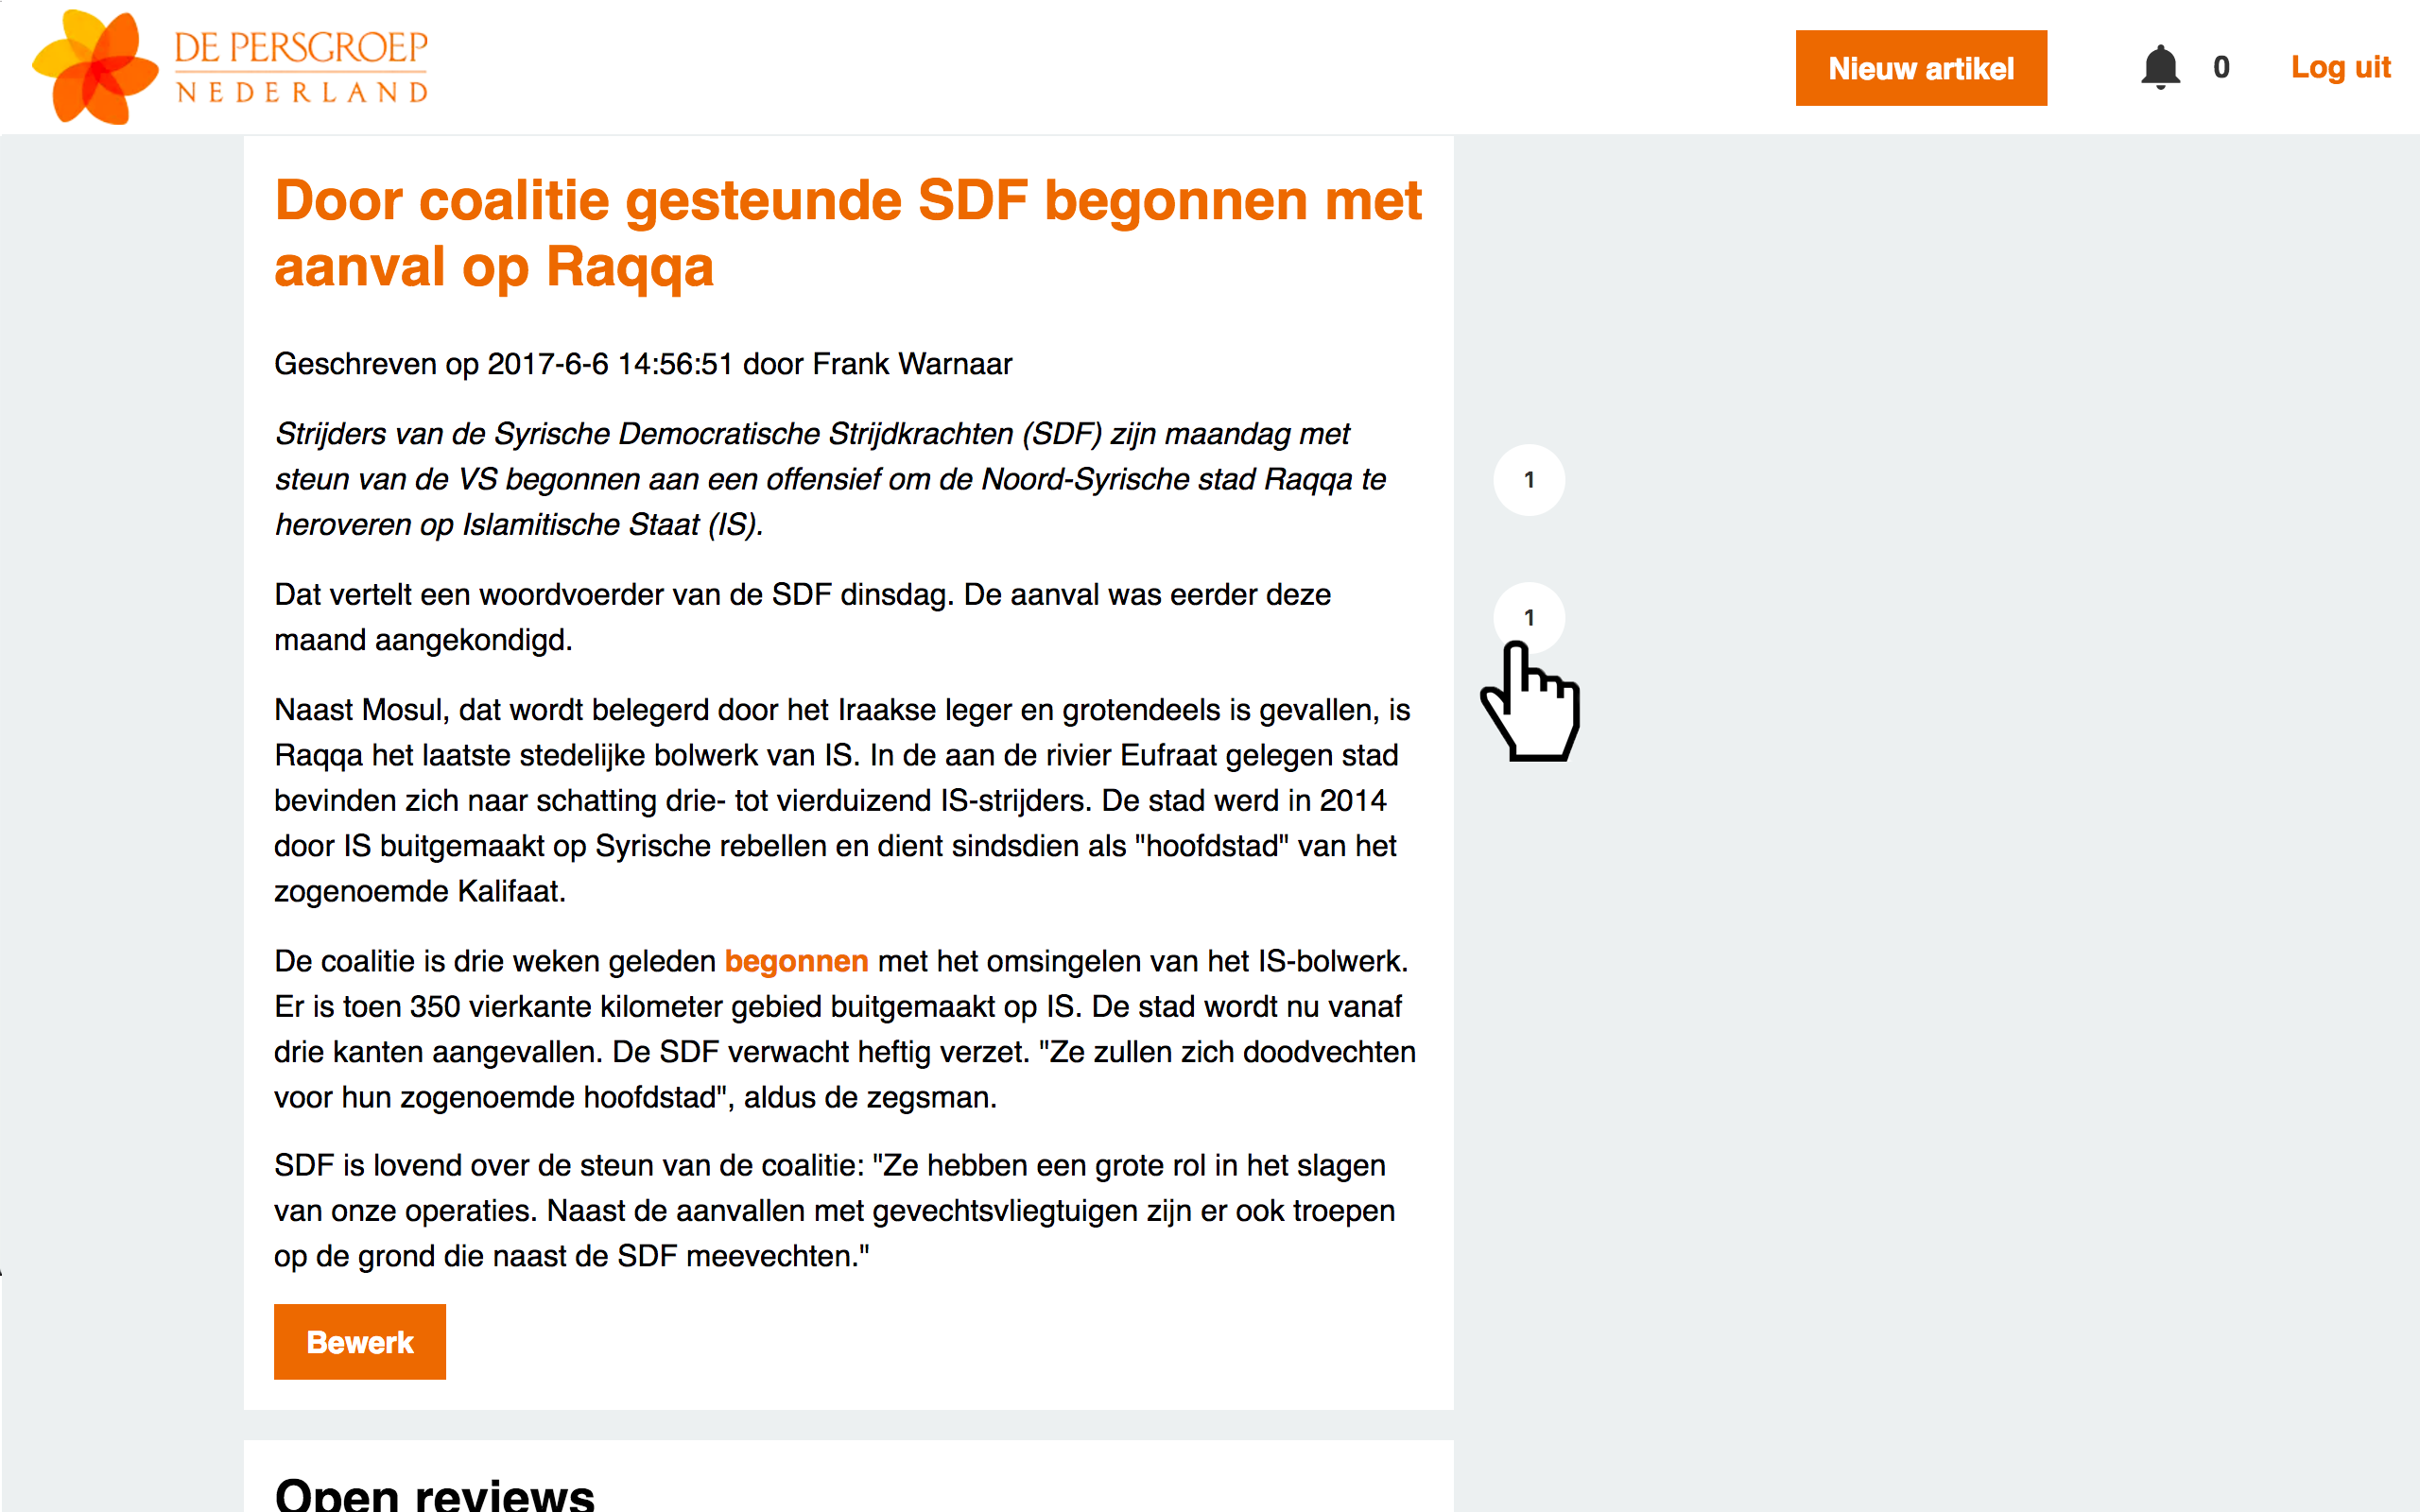 DE PERSGROEP
NEDERLAND
Nieuw artikel
0
Log uit
Door coalitie gesteunde SDF begonnen met
aanval op Raqqa
Geschreven op 2017-6-6 14:56:51 door Frank Warnaar
Strijders van de Syrische Democratische Strijdkrachten (SDF) zijn maandag met
steun van de VS begonnen aan een offensief om de Noord-Syrische stad Raqqa te
heroveren op Islamitische Staat (IS).
1
Dat vertelt een woordvoerder van de SDF dinsdag. De aanval was eerder deze
maand aangekondigd.
1
Naast Mosul, dat wordt belegerd door het Iraakse leger en grotendeels is gevallen, is
Raqqa het laatste stedelijke bolwerk van IS. In de aan de rivier Eufraat gelegen stad
bevinden zich naar schatting drie- tot vierduizend IS-strijders. De stad werd in 2014
door IS buitgemaakt op Syrische rebellen en dient sindsdien als "hoofdstad" van het
zogenoemde Kalifaat.
De coalitie is drie weken geleden begonnen met het omsingelen van het IS-bolwerk.
Er is toen 350 vierkante kilometer gebied buitgemaakt op IS. De stad wordt nu vanaf
drie kanten aangevallen. De SDF verwacht heftig verzet. "Ze zullen zich doodvechten
voor hun zogenoemde hoofdstad", aldus de zegsman.
SDF is lovend over de steun van de coalitie: "Ze hebben een grote rol in het slagen
van onze operaties. Naast de aanvallen met gevechtsvliegtuigen zijn er ook troepen
op de grond die naast de SDF meevechten."
Bewerk
Open reviews